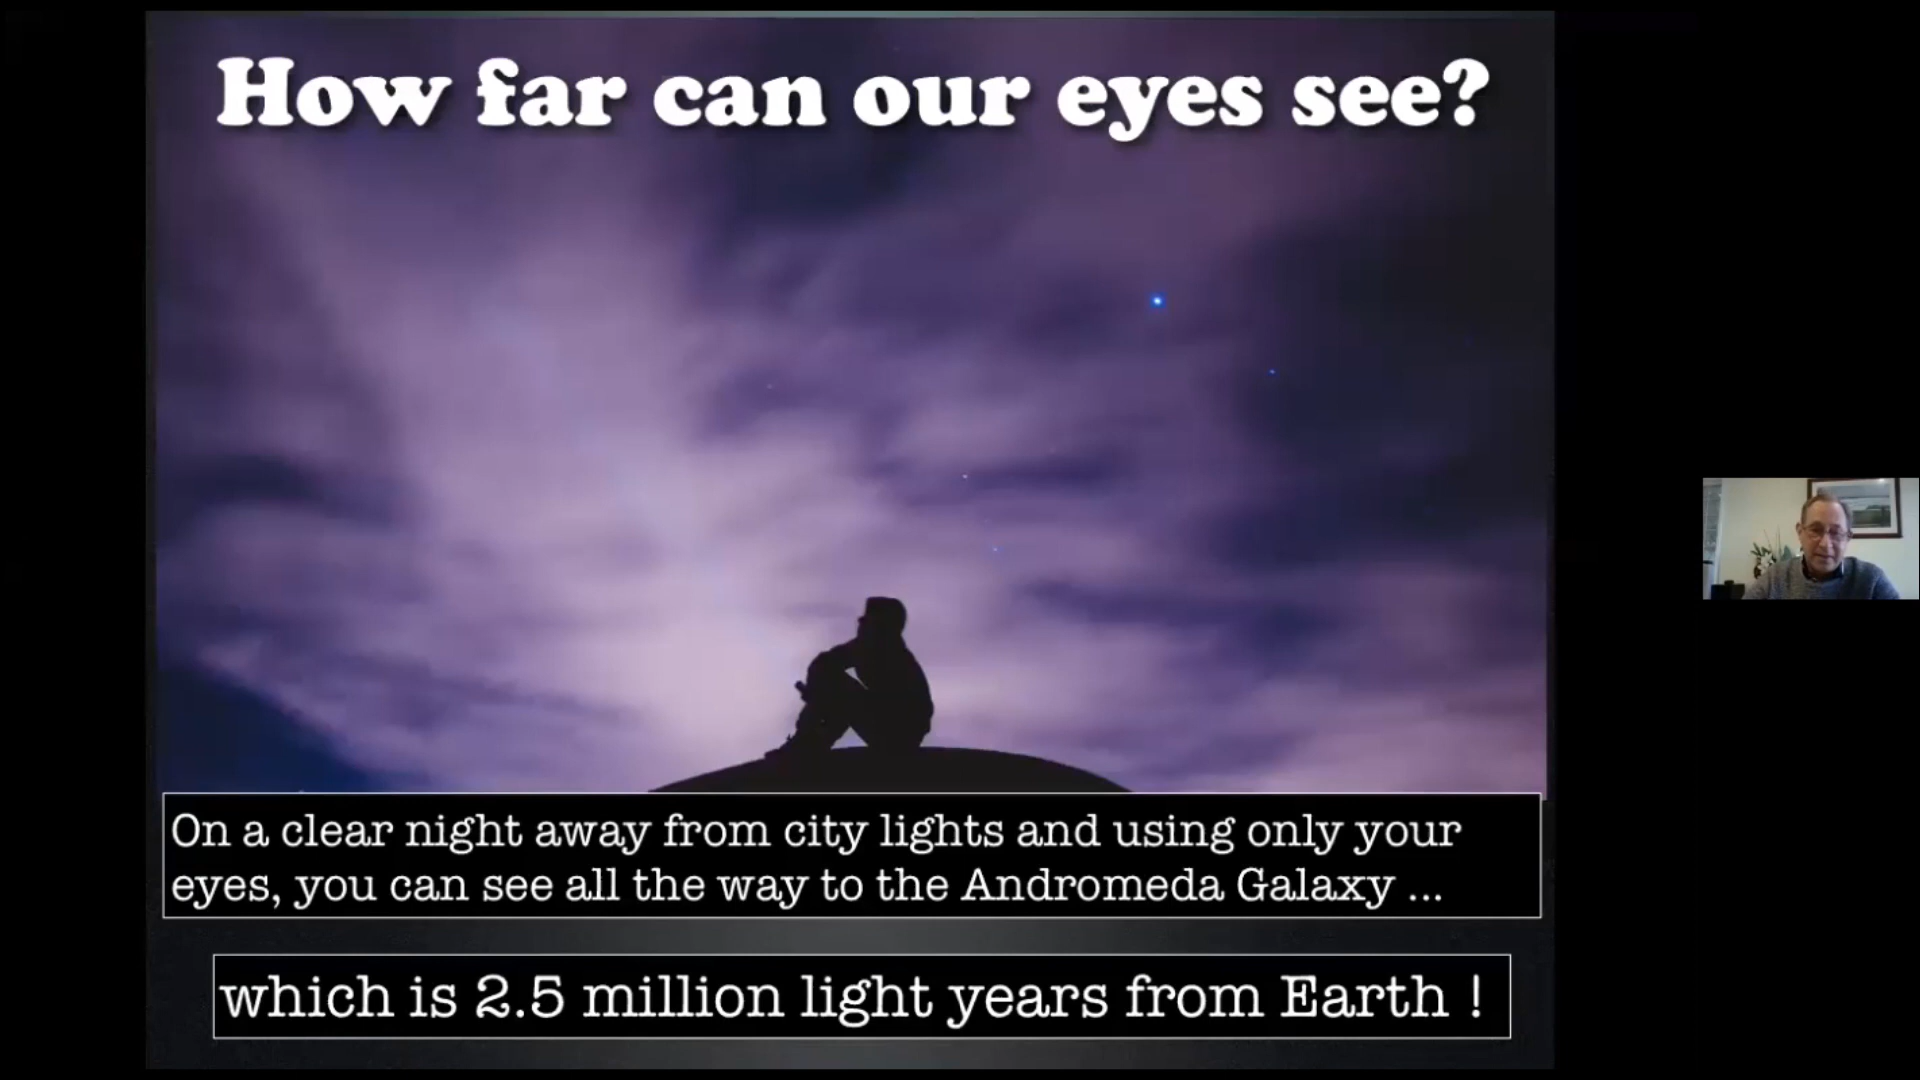 How far can our eyes see?
On a clear night away from city lights and using only your
eyes, you can see all the way to the Andromeda Galaxy ...
which is 2.5 million light years from Earth !